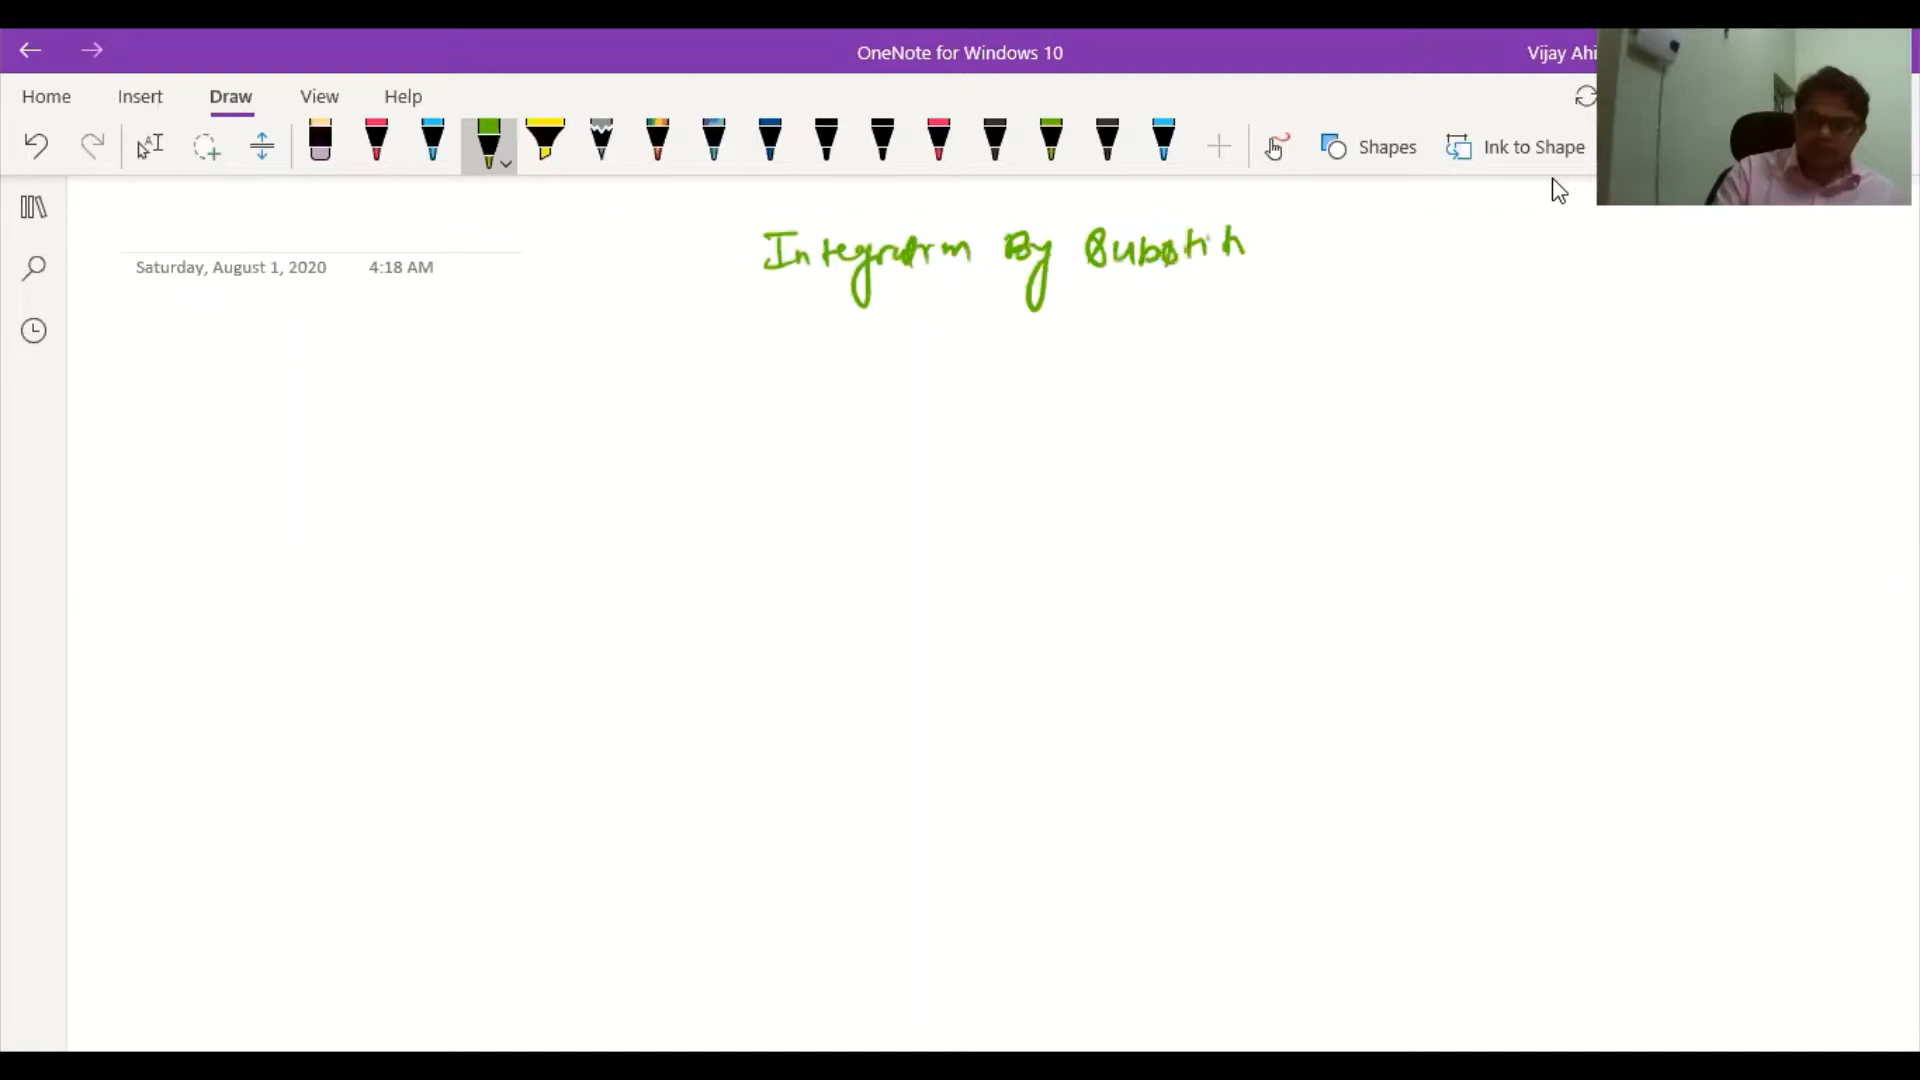 OneNote for Windows 10
Vijay Ahi
Home Insert Draw View Help
Shapes Ink to Shape
Integration By Substit
Saturday, August 1, 2020 4:18 AM